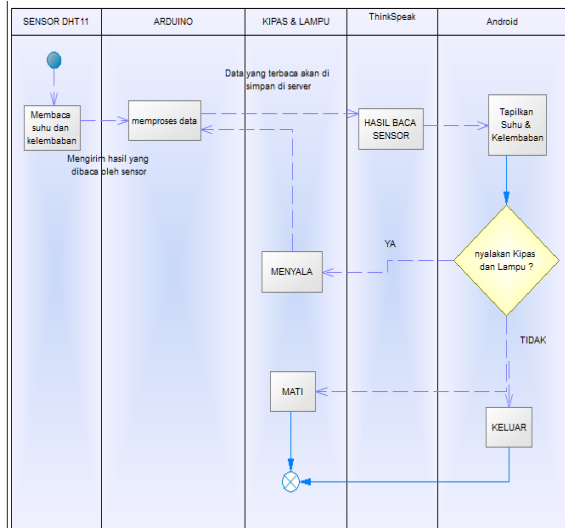 SENSOR DHT11
ARDUINO
KIPAS & LAMPU
ThinkSpeak
Android
Data yang terbaca akan di
simpan di server
Membaca
suhu dan
kelembaban
memproses data
HASIL BACA
SENSOR
Tapilkan
Suhu &
Kelembaban
Mengirim hasil yang
dibaca oleh sensor
YA
nyalakan Kipas
dan Lampu ?
MENYALA
TIDAK
MATI
KELUAR